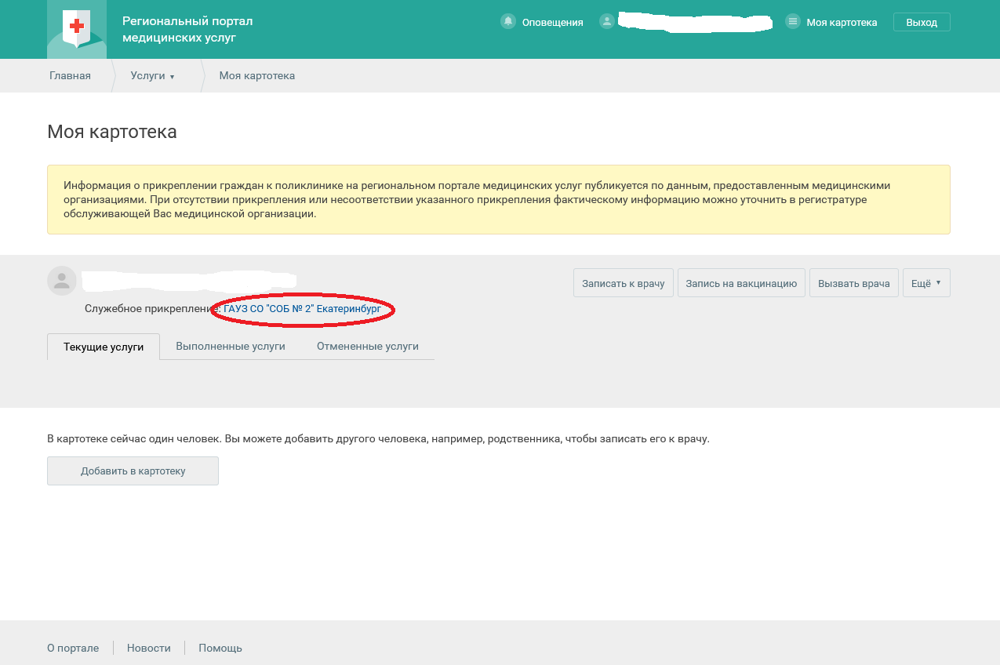 Региональный портал
медицинских услуг
Оповещения
Моя картотека
Выход
Главная
Услуги ▾
Моя картотека
Моя картотека
Информация о прикреплении граждан к поликлинике на региональном портале медицинских услуг публикуется по данным, предоставленным медицинскими
организациями. При отсутствии прикрепления или несоответствии указанного прикрепления фактическому информацию можно уточнить в регистратуре
обслуживающей Вас медицинской организации.
Записать к врачу
Запись на вакцинацию
Вызвать врача
Ещё ▾
Служебное прикрепление: ГАУЗ СО "СОБ № 2" Екатеринбург
Текущие услуги
Выполненные услуги
Отмененные услуги
В картотеке сейчас один человек. Вы можете добавить другого человека, например, родственника, чтобы записать его к врачу.
Добавить в картотеку
О портале
Новости
Помощь